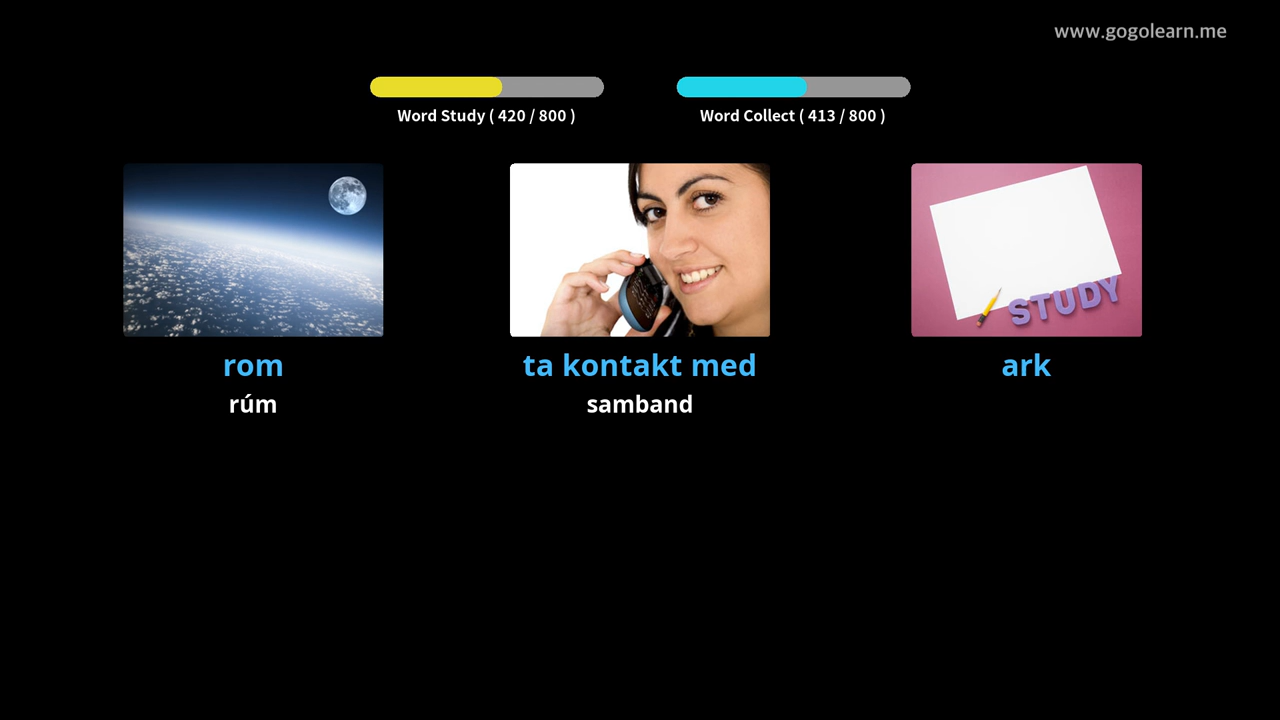 www.gogolearn.me
Word Study ( 420 / 800 )
Word Collect ( 413 / 800 )
STUDY
rom
ta kontakt med
ark
rúm
samband